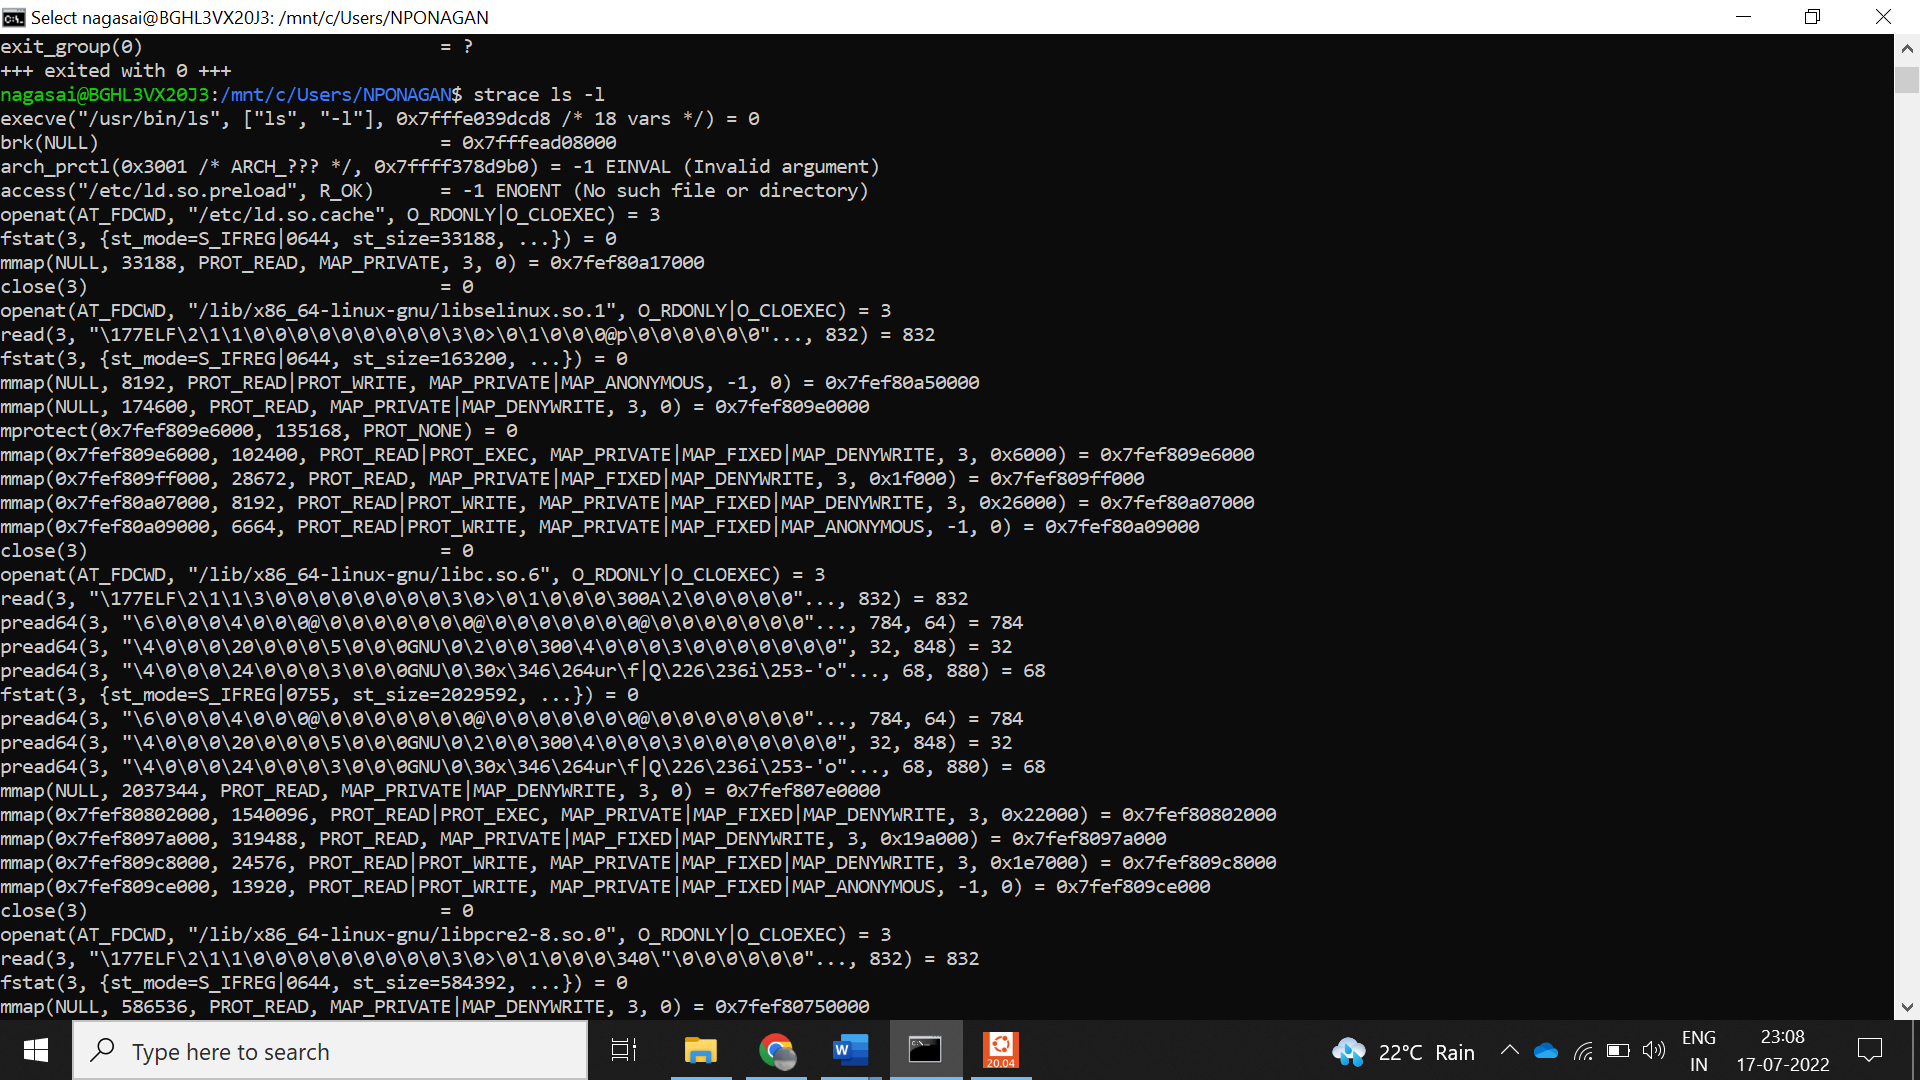 Select nagasai@BGHL3VX20J3: /mnt/c/Users/NPONAGAN
exit_group(0)                           = ?
+++ exited with 0 +++
nagasai@BGHL3VX20J3:/mnt/c/Users/NPONAGAN$ strace ls -l
execve("/usr/bin/ls", ["ls", "-l"], 0x7fffe039dcd8 /* 18 vars */) = 0
brk(NULL)                               = 0x7fffead08000
arch_prctl(0x3001 /* ARCH_??? */, 0x7ffff378d9b0) = -1 EINVAL (Invalid argument)
access("/etc/ld.so.preload", R_OK)      = -1 ENOENT (No such file or directory)
openat(AT_FDCWD, "/etc/ld.so.cache", O_RDONLY|O_CLOEXEC) = 3
fstat(3, {st_mode=S_IFREG|0644, st_size=33188, ...}) = 0
mmap(NULL, 33188, PROT_READ, MAP_PRIVATE, 3, 0) = 0x7fef80a17000
close(3)                                = 0
openat(AT_FDCWD, "/lib/x86_64-linux-gnu/libselinux.so.1", O_RDONLY|O_CLOEXEC) = 3
read(3, "\177ELF\2\1\1\0\0\0\0\0\0\0\0\0\3\0>\0\1\0\0\0@p\0\0\0\0\0\0"..., 832) = 832
fstat(3, {st_mode=S_IFREG|0644, st_size=163200, ...}) = 0
mmap(NULL, 8192, PROT_READ|PROT_WRITE, MAP_PRIVATE|MAP_ANONYMOUS, -1, 0) = 0x7fef80a50000
mmap(NULL, 174600, PROT_READ, MAP_PRIVATE|MAP_DENYWRITE, 3, 0) = 0x7fef809e0000
mprotect(0x7fef809e6000, 135168, PROT_NONE) = 0
mmap(0x7fef809e6000, 102400, PROT_READ|PROT_EXEC, MAP_PRIVATE|MAP_FIXED|MAP_DENYWRITE, 3, 0x6000) = 0x7fef809e6000
mmap(0x7fef809ff000, 28672, PROT_READ, MAP_PRIVATE|MAP_FIXED|MAP_DENYWRITE, 3, 0x1f000) = 0x7fef809ff000
mmap(0x7fef80a07000, 8192, PROT_READ|PROT_WRITE, MAP_PRIVATE|MAP_FIXED|MAP_DENYWRITE, 3, 0x26000) = 0x7fef80a07000
mmap(0x7fef80a09000, 6664, PROT_READ|PROT_WRITE, MAP_PRIVATE|MAP_FIXED|MAP_ANONYMOUS, -1, 0) = 0x7fef80a09000
close(3)                                = 0
openat(AT_FDCWD, "/lib/x86_64-linux-gnu/libc.so.6", O_RDONLY|O_CLOEXEC) = 3
read(3, "\177ELF\2\1\1\3\0\0\0\0\0\0\0\0\3\0>\0\1\0\0\0\300A\2\0\0\0\0\0"..., 832) = 832
pread64(3, "\6\0\0\0\4\0\0\0@\0\0\0\0\0\0\0@\0\0\0\0\0\0\0@\0\0\0\0\0\0\0"..., 784, 64) = 784
pread64(3, "\4\0\0\0\20\0\0\0\5\0\0\0GNU\0\2\0\0\300\4\0\0\0\3\0\0\0\0\0\0\0", 32, 848) = 32
pread64(3, "\4\0\0\0\24\0\0\0\3\0\0\0GNU\0\30x\346\264ur\f|Q\226\236i\253-'o"..., 68, 880) = 68
fstat(3, {st_mode=S_IFREG|0755, st_size=2029592, ...}) = 0
pread64(3, "\6\0\0\0\4\0\0\0@\0\0\0\0\0\0\0@\0\0\0\0\0\0\0@\0\0\0\0\0\0\0"..., 784, 64) = 784
pread64(3, "\4\0\0\0\20\0\0\0\5\0\0\0GNU\0\2\0\0\300\4\0\0\0\3\0\0\0\0\0\0\0", 32, 848) = 32
pread64(3, "\4\0\0\0\24\0\0\0\3\0\0\0GNU\0\30x\346\264ur\f|Q\226\236i\253-'o"..., 68, 880) = 68
mmap(NULL, 2037344, PROT_READ, MAP_PRIVATE|MAP_DENYWRITE, 3, 0) = 0x7fef807e0000
mmap(0x7fef80802000, 1540096, PROT_READ|PROT_EXEC, MAP_PRIVATE|MAP_FIXED|MAP_DENYWRITE, 3, 0x22000) = 0x7fef80802000
mmap(0x7fef8097a000, 319488, PROT_READ, MAP_PRIVATE|MAP_FIXED|MAP_DENYWRITE, 3, 0x19a000) = 0x7fef8097a000
mmap(0x7fef809c8000, 24576, PROT_READ|PROT_WRITE, MAP_PRIVATE|MAP_FIXED|MAP_DENYWRITE, 3, 0x1e7000) = 0x7fef809c8000
mmap(0x7fef809ce000, 13920, PROT_READ|PROT_WRITE, MAP_PRIVATE|MAP_FIXED|MAP_ANONYMOUS, -1, 0) = 0x7fef809ce000
close(3)                                = 0
openat(AT_FDCWD, "/lib/x86_64-linux-gnu/libpcre2-8.so.0", O_RDONLY|O_CLOEXEC) = 3
read(3, "\177ELF\2\1\1\0\0\0\0\0\0\0\0\0\3\0>\0\1\0\0\0\340\"\0\0\0\0\0\0"..., 832) = 832
fstat(3, {st_mode=S_IFREG|0644, st_size=584392, ...}) = 0
mmap(NULL, 586536, PROT_READ, MAP_PRIVATE|MAP_DENYWRITE, 3, 0) = 0x7fef80750000
Type here to search
20.04
22°C Rain
ENG
IN
23:08
17-07-2022